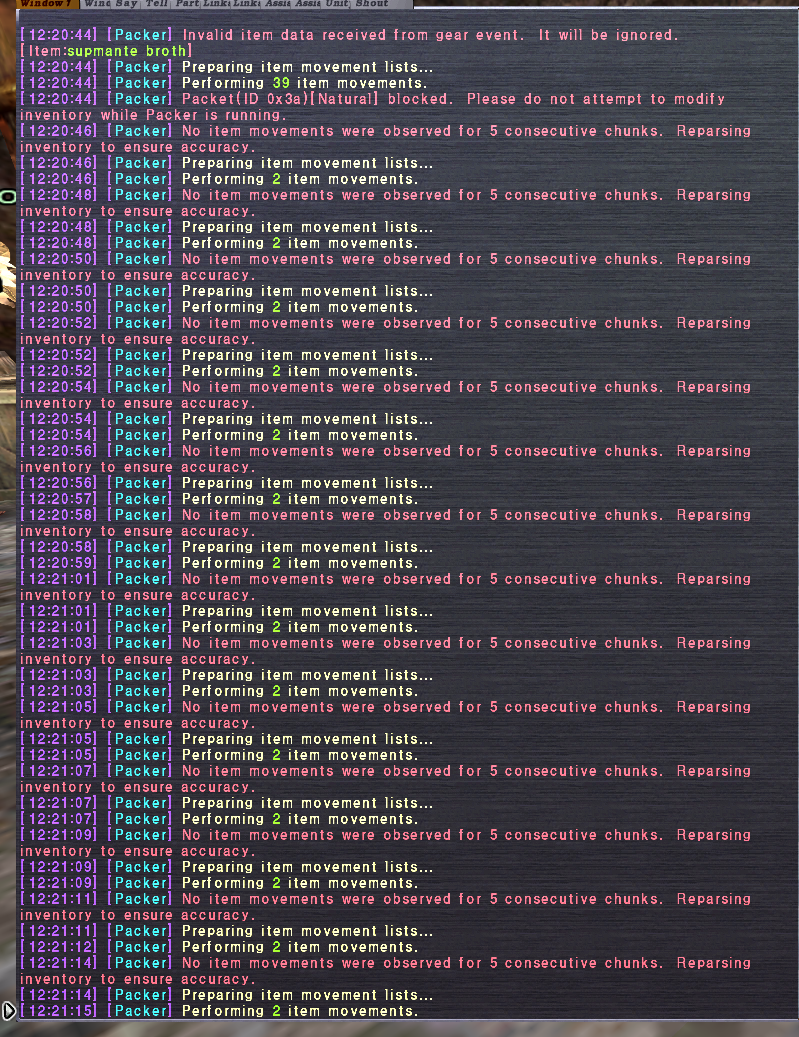 Window 1 Wind Say Tell Part Link Link Assi Assi Unit Shout
[12:20:44] [Packer] Invalid item data received from gear event. It will be ignored.
[Item:supmante broth]
[12:20:44] [Packer] Preparing item movement lists...
[12:20:44] [Packer] Performing 39 item movements.
[12:20:44] [Packer] Packet(ID 0x3a)[Natural] blocked. Please do not attempt to modify
inventory while Packer is running.
[12:20:46] [Packer] No item movements were observed for 5 consecutive chunks. Reparsing
inventory to ensure accuracy.
[12:20:46] [Packer] Preparing item movement lists...
[12:20:46] [Packer] Performing 2 item movements.
[12:20:48] [Packer] No item movements were observed for 5 consecutive chunks. Reparsing
inventory to ensure accuracy.
[12:20:48] [Packer] Preparing item movement lists...
[12:20:48] [Packer] Performing 2 item movements.
[12:20:50] [Packer] No item movements were observed for 5 consecutive chunks. Reparsing
inventory to ensure accuracy.
[12:20:50] [Packer] Preparing item movement lists...
[12:20:50] [Packer] Performing 2 item movements.
[12:20:52] [Packer] No item movements were observed for 5 consecutive chunks. Reparsing
inventory to ensure accuracy.
[12:20:52] [Packer] Preparing item movement lists...
[12:20:52] [Packer] Performing 2 item movements.
[12:20:54] [Packer] No item movements were observed for 5 consecutive chunks. Reparsing
inventory to ensure accuracy.
[12:20:54] [Packer] Preparing item movement lists...
[12:20:54] [Packer] Performing 2 item movements.
[12:20:56] [Packer] No item movements were observed for 5 consecutive chunks. Reparsing
inventory to ensure accuracy.
[12:20:56] [Packer] Preparing item movement lists...
[12:20:57] [Packer] Performing 2 item movements.
[12:20:58] [Packer] No item movements were observed for 5 consecutive chunks. Reparsing
inventory to ensure accuracy.
[12:20:58] [Packer] Preparing item movement lists...
[12:20:59] [Packer] Performing 2 item movements.
[12:21:01] [Packer] No item movements were observed for 5 consecutive chunks. Reparsing
inventory to ensure accuracy.
[12:21:01] [Packer] Preparing item movement lists...
[12:21:01] [Packer] Performing 2 item movements.
[12:21:03] [Packer] No item movements were observed for 5 consecutive chunks. Reparsing
inventory to ensure accuracy.
[12:21:03] [Packer] Preparing item movement lists...
[12:21:03] [Packer] Performing 2 item movements.
[12:21:05] [Packer] No item movements were observed for 5 consecutive chunks. Reparsing
inventory to ensure accuracy.
[12:21:05] [Packer] Preparing item movement lists...
[12:21:05] [Packer] Performing 2 item movements.
[12:21:07] [Packer] No item movements were observed for 5 consecutive chunks. Reparsing
inventory to ensure accuracy.
[12:21:07] [Packer] Preparing item movement lists...
[12:21:07] [Packer] Performing 2 item movements.
[12:21:09] [Packer] No item movements were observed for 5 consecutive chunks. Reparsing
inventory to ensure accuracy.
[12:21:09] [Packer] Preparing item movement lists...
[12:21:09] [Packer] Performing 2 item movements.
[12:21:11] [Packer] No item movements were observed for 5 consecutive chunks. Reparsing
inventory to ensure accuracy.
[12:21:11] [Packer] Preparing item movement lists...
[12:21:12] [Packer] Performing 2 item movements.
[12:21:14] [Packer] No item movements were observed for 5 consecutive chunks. Reparsing
inventory to ensure accuracy.
[12:21:14] [Packer] Preparing item movement lists...
[12:21:15] [Packer] Performing 2 item movements.